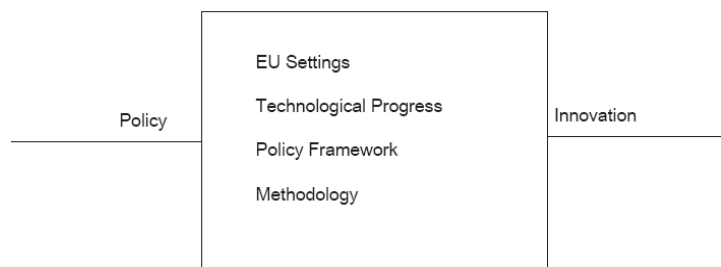 EU Settings
Technological Progress
Policy
Innovation
Policy Framework
Methodology